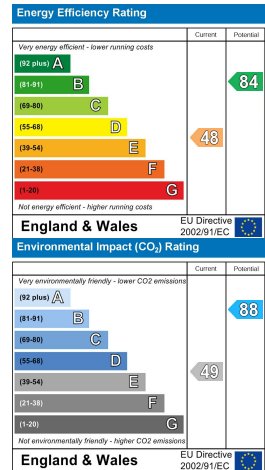 Energy Efficiency Rating
Current Potential
Very energy efficient - lower running costs
(92 plus) A
(81-91) B
84
(69-80) C
(55-68) D
48
(39-54) E
(21-38) F
(1-20) G
Not energy efficient - higher running costs
England & Wales EU Directive 2002/91/EC
Environmental Impact (CO₂) Rating
Current Potential
Very environmentally friendly - lower CO2 emissions
(92 plus) A
(81-91) B
88
(69-80) C
(55-68) D
(39-54) E
49
(21-38) F
(1-20) G
Not environmentally friendly - higher CO2 emissions
England & Wales EU Directive 2002/91/EC